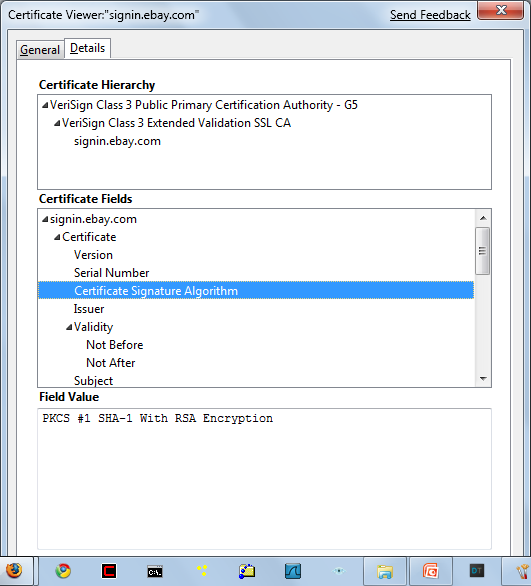 Certificate Viewer:"signin.ebay.com"
Send Feedback
General
Details
Certificate Hierarchy
VeriSign Class 3 Public Primary Certification Authority - G5
VeriSign Class 3 Extended Validation SSL CA
signin.ebay.com
Certificate Fields
signin.ebay.com
Certificate
Version
Serial Number
Certificate Signature Algorithm
Issuer
Validity
Not Before
Not After
Subject
Field Value
PKCS #1 SHA-1 With RSA Encryption
C:\
DT